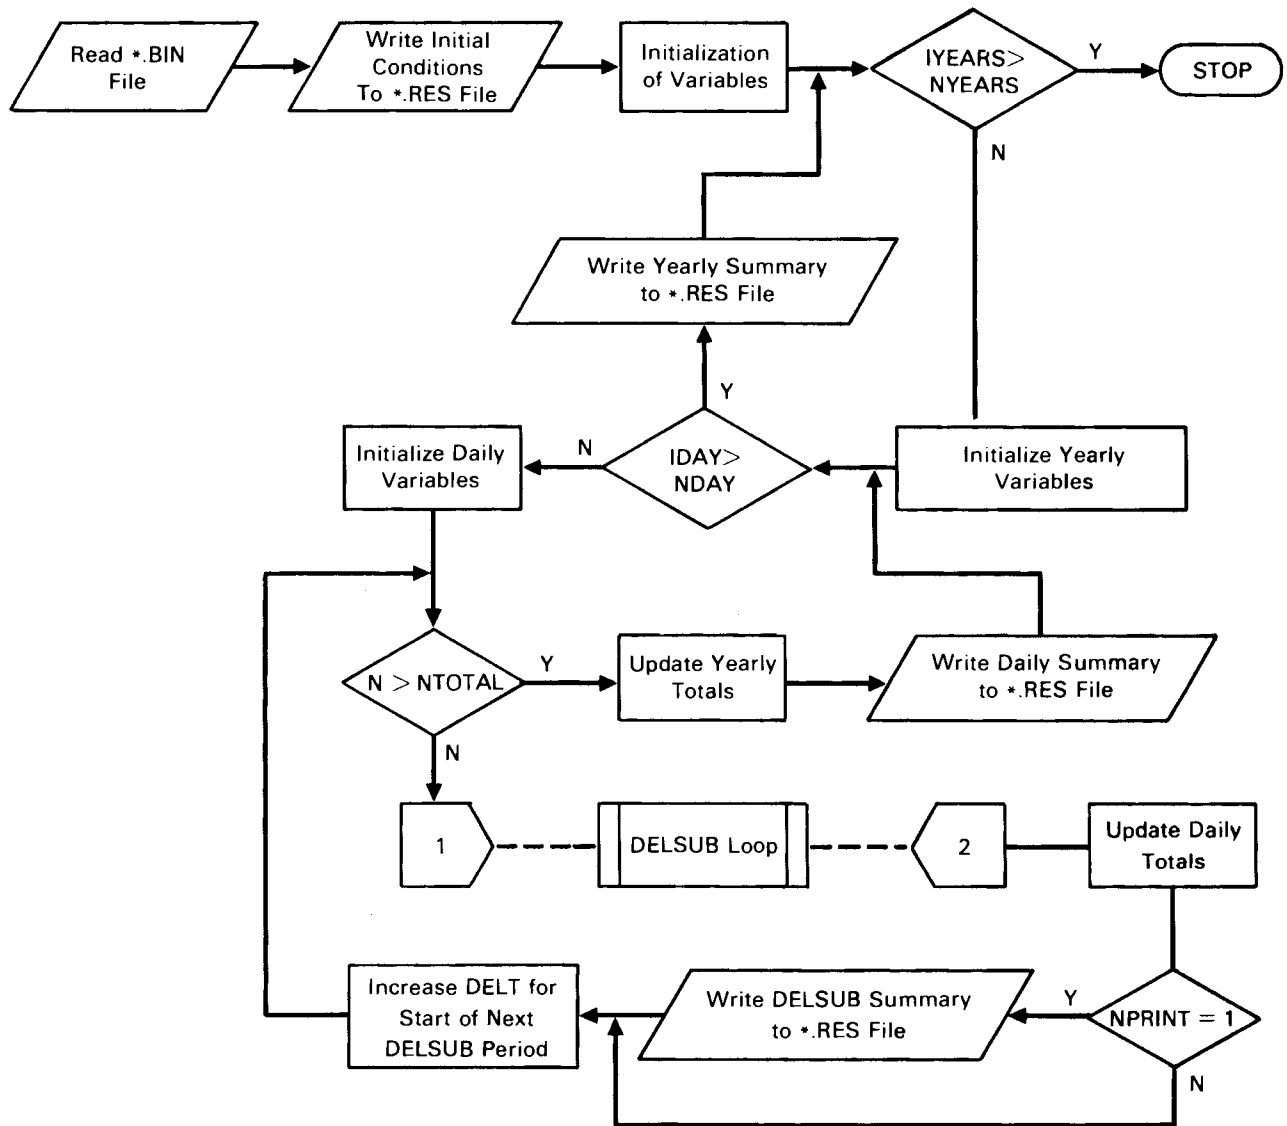 Read *.BIN
File
Write Initial
Conditions
To *.RES File
Initialization
of Variables
IYEARS>
NYEARS
Y
STOP
N
Write Yearly Summary
to *.RES File
Y
Initialize Daily
Variables
N
IDAY>
NDAY
Initialize Yearly
Variables
N > NTOTAL
Y
Update Yearly
Totals
Write Daily Summary
to *.RES File
N
1
DELSUB Loop
2
Update Daily
Totals
Increase DELT for
Start of Next
DELSUB Period
Write DELSUB Summary
to *.RES File
Y
NPRINT = 1
N